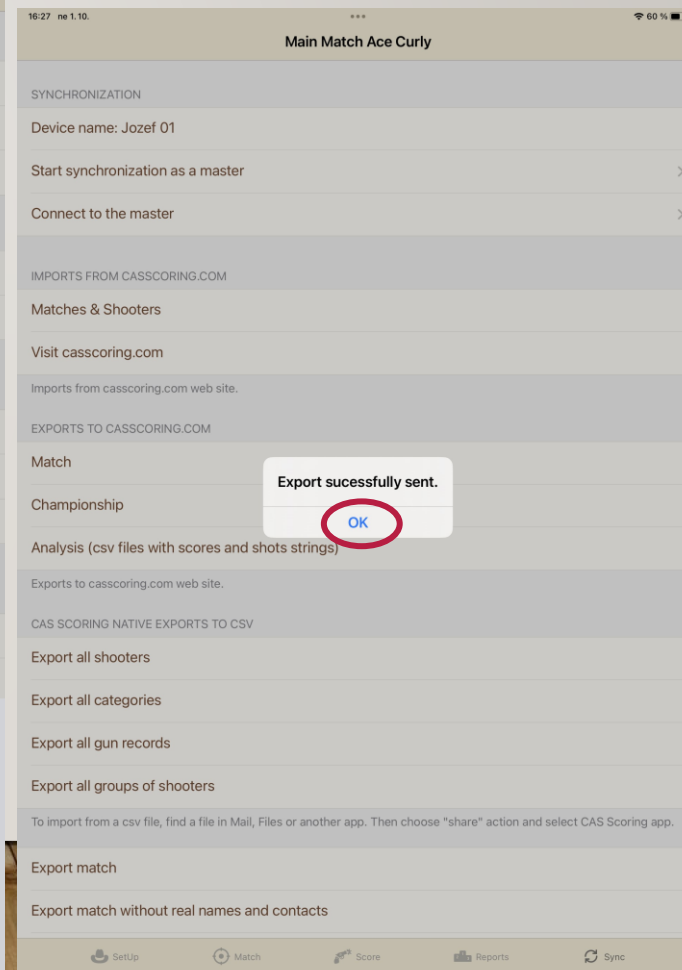 16:27 ne 1. 10.
60 %
Main Match Ace Curly
SYNCHRONIZATION
Device name: Jozef 01
Start synchronization as a master
Connect to the master
IMPORTS FROM CASSCORING.COM
Matches & Shooters
Visit casscoring.com
Imports from casscoring.com web site.
EXPORTS TO CASSCORING.COM
Match
Export sucessfully sent.
Championship
OK
Analysis (csv files with scores and shots strings)
Exports to casscoring.com web site.
CAS SCORING NATIVE EXPORTS TO CSV
Export all shooters
Export all categories
Export all gun records
Export all groups of shooters
To import from a csv file, find a file in Mail, Files or another app. Then choose "share" action and select CAS Scoring app.
Export match
Export match without real names and contacts
SetUp Match Score Reports Sync